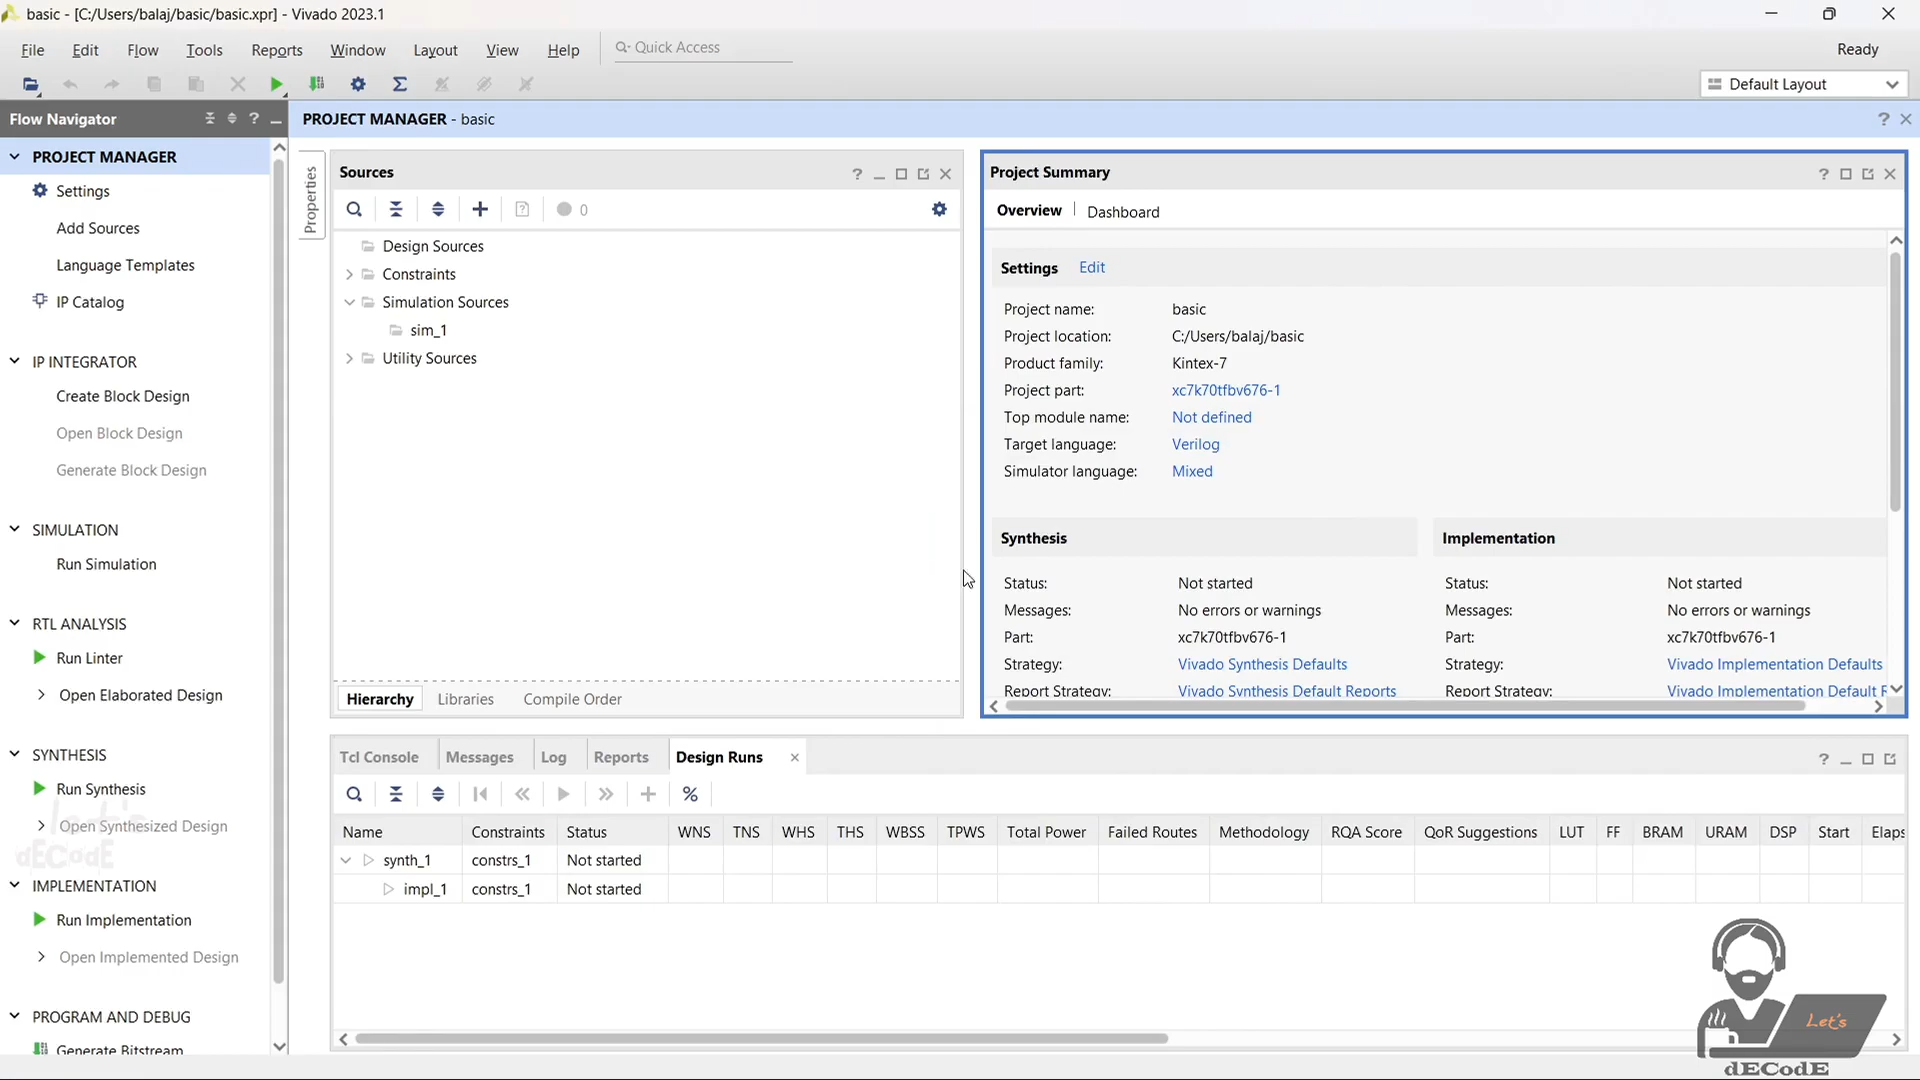 basic - [C:/Users/balaj/basic/basic.xpr] - Vivado 2023.1
File Edit Flow Tools Reports Window Layout View Help Quick Access Ready
Default Layout
Flow Navigator
PROJECT MANAGER - basic
PROJECT MANAGER
Settings
Add Sources
Language Templates
IP Catalog
IP INTEGRATOR
Create Block Design
Open Block Design
Generate Block Design
SIMULATION
Run Simulation
RTL ANALYSIS
Run Linter
Open Elaborated Design
SYNTHESIS
Run Synthesis
Open Synthesized Design
let's
dECodE
IMPLEMENTATION
Run Implementation
Open Implemented Design
PROGRAM AND DEBUG
Generate Bitstream
Properties
Sources
0
Design Sources
Constraints
Simulation Sources
sim_1
Utility Sources
Hierarchy Libraries Compile Order
Project Summary
Overview | Dashboard
Settings Edit
Project name: basic
Project location: C:/Users/balaj/basic
Product family: Kintex-7
Project part: xc7k70tfbv676-1
Top module name: Not defined
Target language: Verilog
Simulator language: Mixed
Synthesis
Status: Not started
Messages: No errors or warnings
Part: xc7k70tfbv676-1
Strategy: Vivado Synthesis Defaults
Report Strategy: Vivado Synthesis Default Reports
Implementation
Status: Not started
Messages: No errors or warnings
Part: xc7k70tfbv676-1
Strategy: Vivado Implementation Defaults
Report Strategy: Vivado Implementation Default R
Tcl Console Messages Log Reports Design Runs
Name Constraints Status WNS TNS WHS THS WBSS TPWS Total Power Failed Routes Methodology RQA Score QoR Suggestions LUT FF BRAM URAM DSP Start Elaps
synth_1 constrs_1 Not started
impl_1 constrs_1 Not started
Let's
dECodE